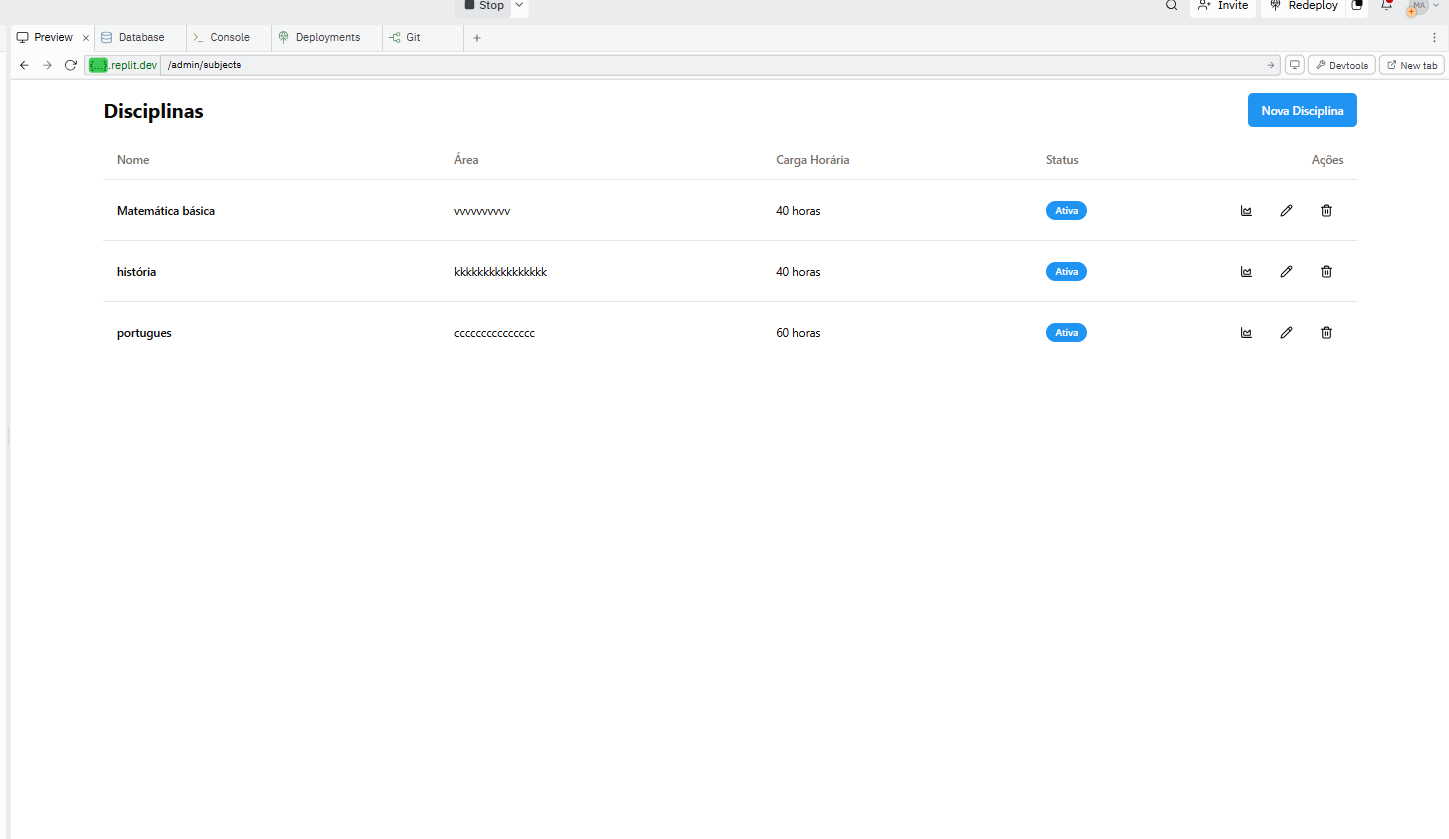 Stop
Invite
Redeploy
MA
Preview
Database
Console
Deployments
Git
{...}.replit.dev
/admin/subjects
Devtools
New tab
Disciplinas
Nova Disciplina
Nome Área Carga Horária Status Ações
Matemática básica vvvvvvvvvv 40 horas Ativa
história kkkkkkkkkkkkkkkk 40 horas Ativa
portugues ccccccccccccccc 60 horas Ativa